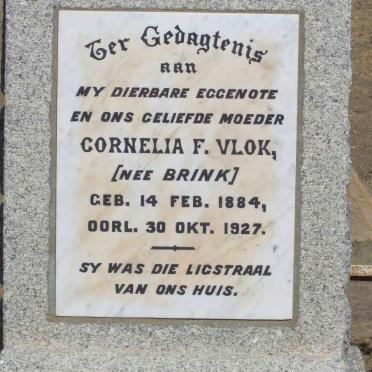 Ter Gedagtenis
aan
MY DIERBARE EGGENOTE
EN ONS GELIEFDE MOEDER
CORNELIA F. VLOK,
[NÉE BRINK]
GEB. 14 FEB. 1884,
OORL. 30 OKT. 1927.
SY WAS DIE LIGSTRAAL
VAN ONS HUIS.